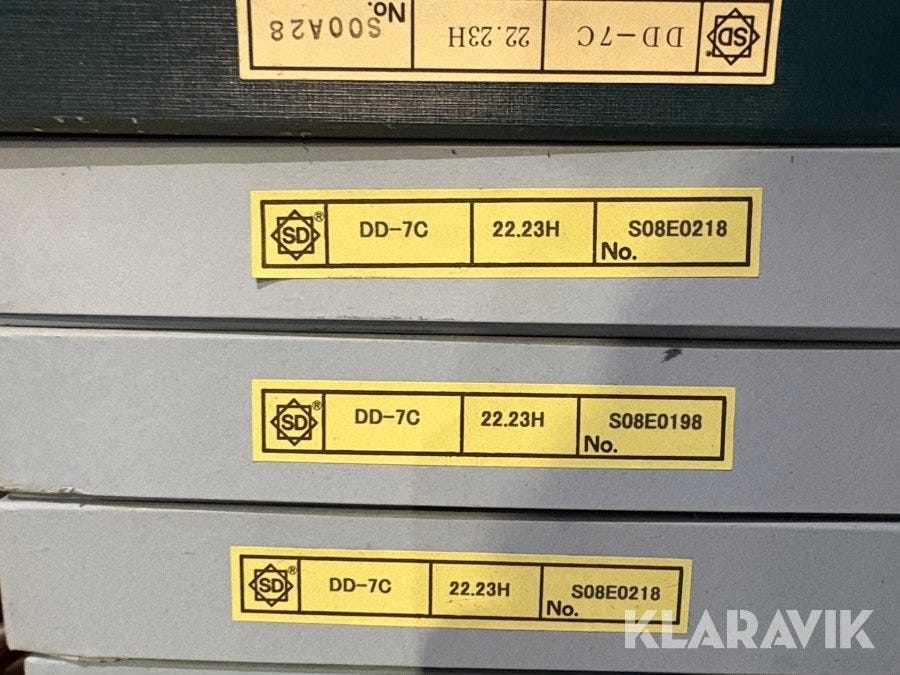 SD DD-7C 22.23H No. S00A28
SD® DD-7C 22.23H No. S08E0218
SD® DD-7C 22.23H No. S08E0198
SD® DD-7C 22.23H No. S08E0218
KLARAVIK